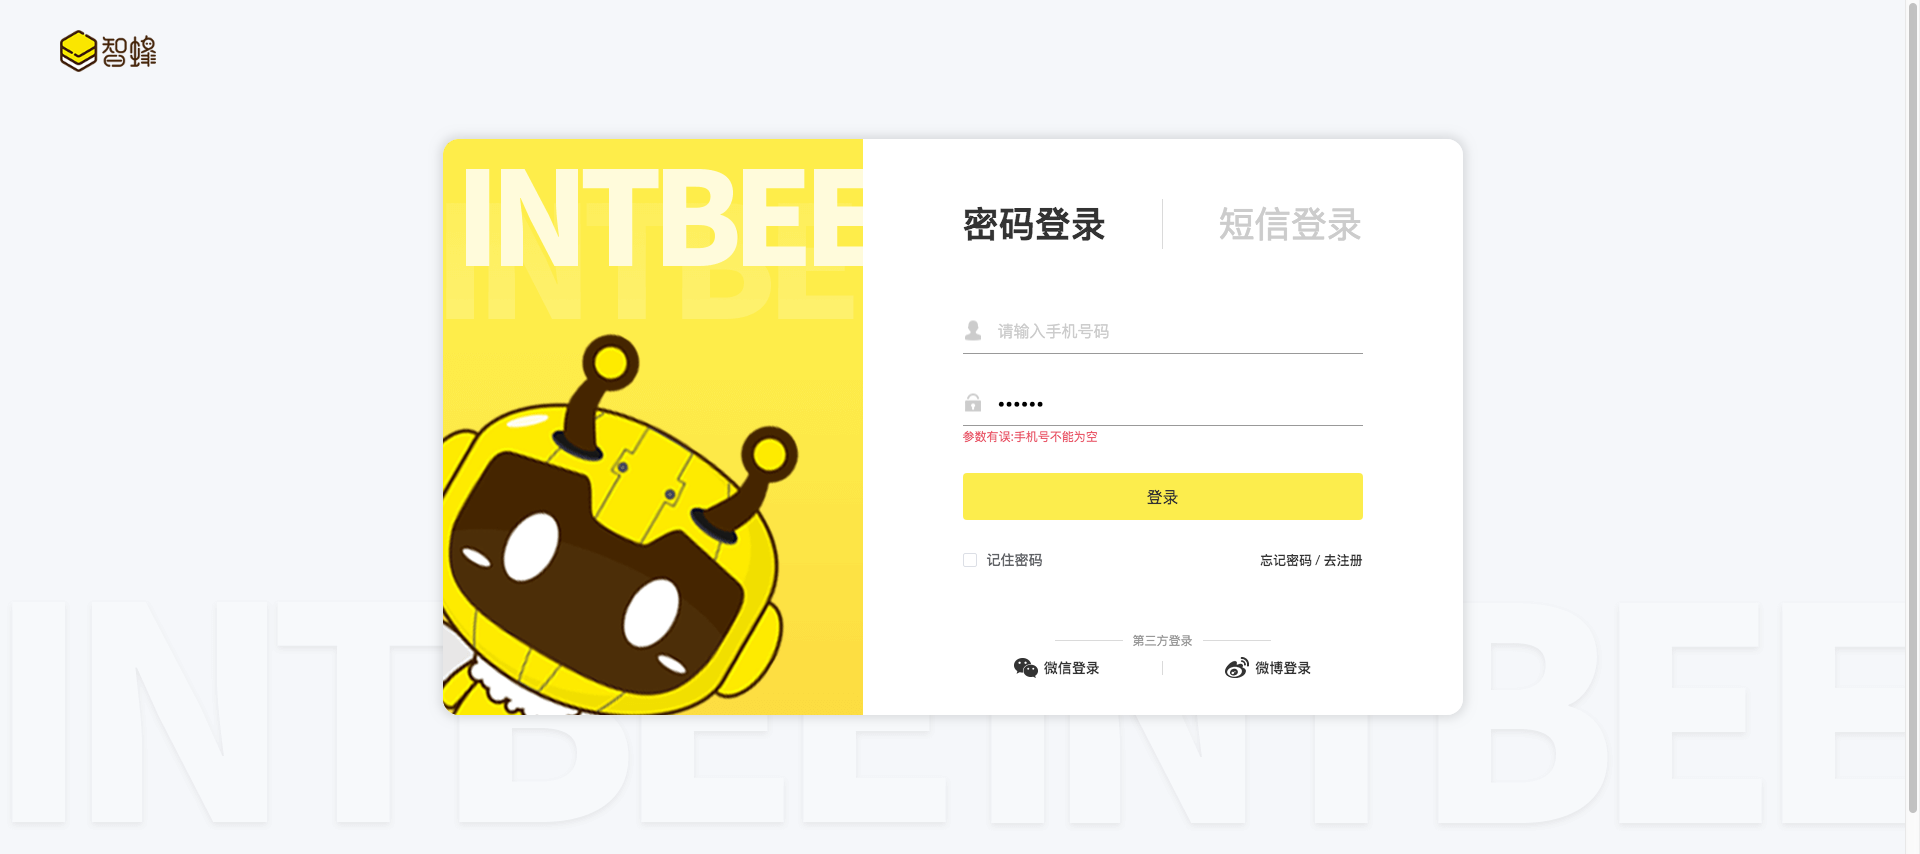 智蜂
INTBEE
INTBE
密码登录
短信登录
请输入手机号码
••••••
参数有误:手机号不能为空
登录
记住密码
忘记密码 / 去注册
第三方登录
微信登录
微博登录
INTBEE INTBEE